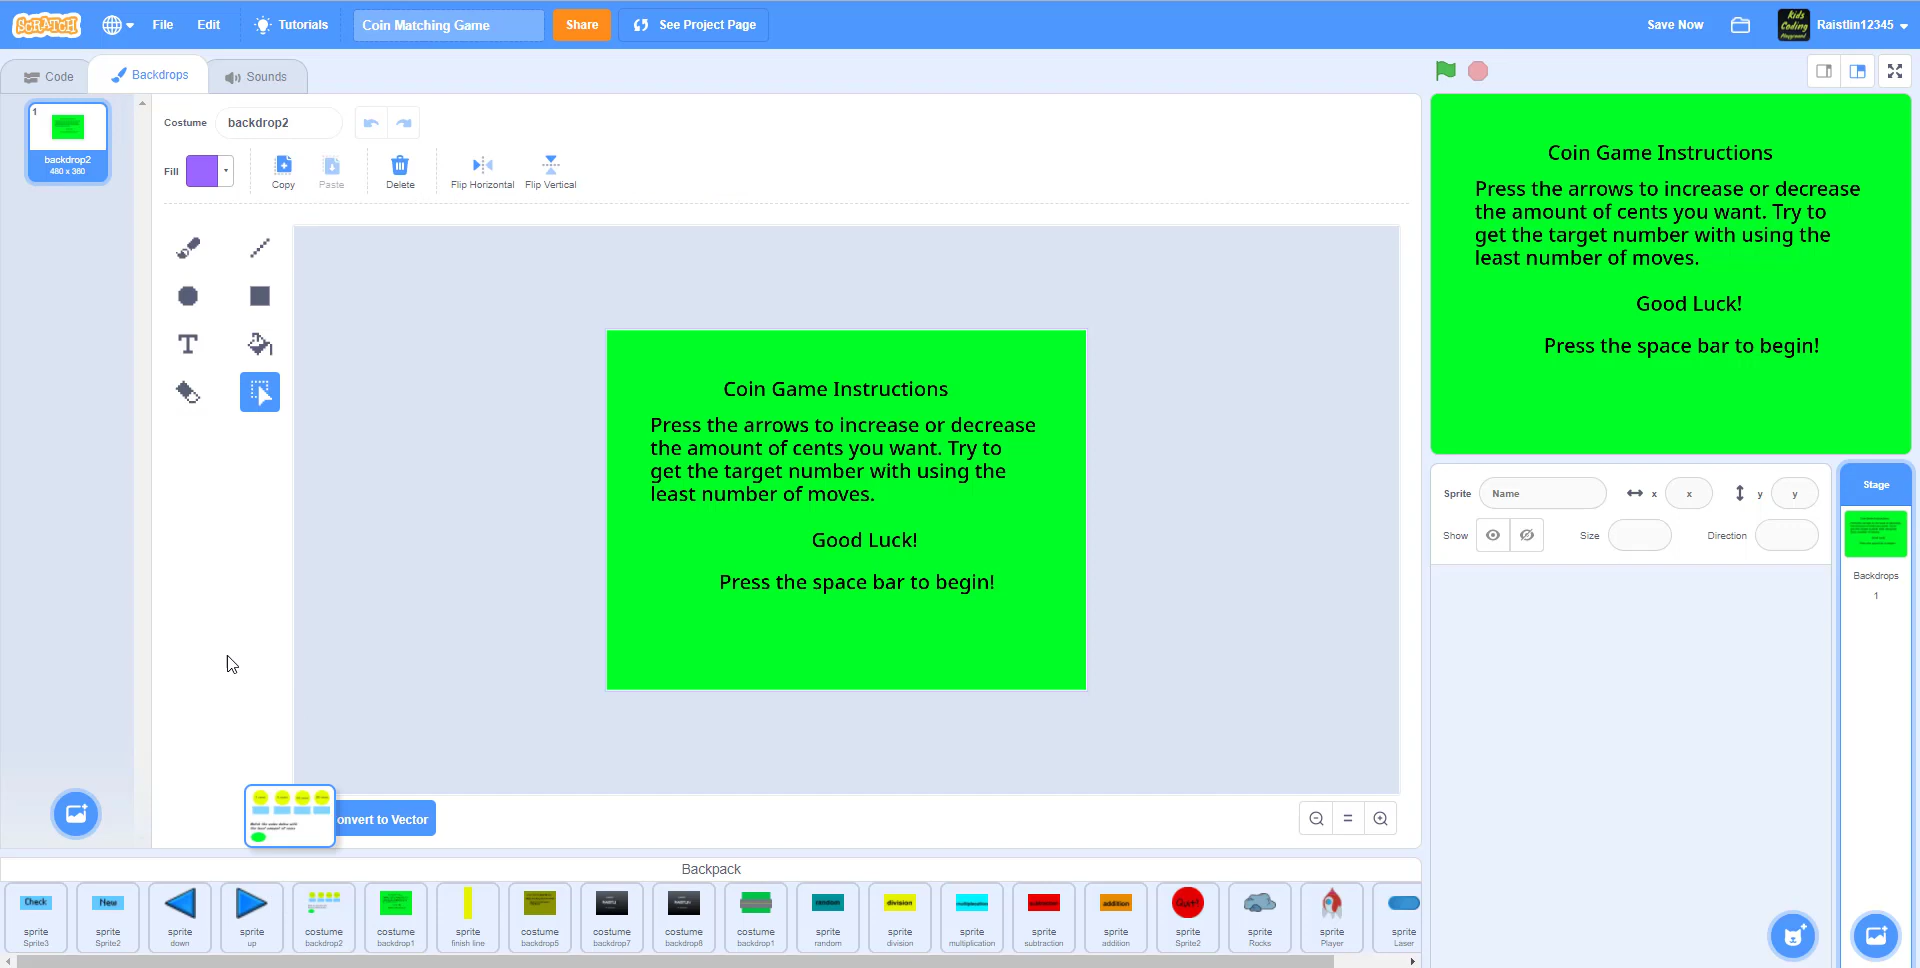 SCRATCH
File
Edit
Tutorials
Coin Matching Game
Share
See Project Page
Save Now
Kids
Coding
Playground
Raistlin12345
Code
Backdrops
Sounds
1
backdrop2
480 x 360
Costume
backdrop2
Fill
Copy
Paste
Delete
Flip Horizontal
Flip Vertical
T
Coin Game Instructions
Press the arrows to increase or decrease
the amount of cents you want. Try to
get the target number with using the
least number of moves.
Good Luck!
Press the space bar to begin!
onvert to Vector
Coin Game Instructions
Press the arrows to increase or decrease
the amount of cents you want. Try to
get the target number with using the
least number of moves.
Good Luck!
Press the space bar to begin!
Sprite
Name
x
x
y
y
Show
Size
Direction
Stage
Backdrops
1
Backpack
Check
sprite
Sprite3
New
sprite
Sprite2
sprite
down
sprite
up
costume
backdrop2
costume
backdrop1
sprite
finish line
costume
backdrop5
costume
backdrop7
costume
backdrop8
costume
backdrop1
random
sprite
random
division
sprite
division
multiplication
sprite
multiplication
sprite
subtraction
addition
sprite
addition
Quit!
sprite
Sprite2
sprite
Rocks
sprite
Player
sprite
Laser